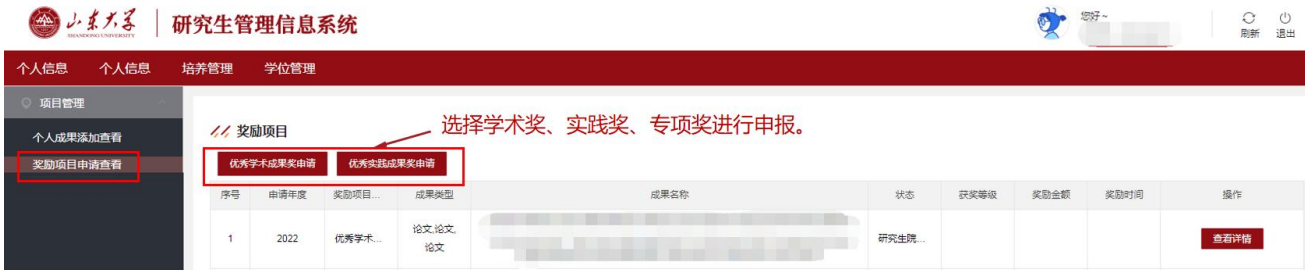 山东大学
SHANDONG UNIVERSITY
研究生管理信息系统
您好~
刷新
退出
个人信息 个人信息 培养管理 学位管理
项目管理
个人成果添加查看
奖励项目申请查看
奖励项目
选择学术奖、实践奖、专项奖进行申报。
优秀学术成果奖申请 优秀实践成果奖申请
序号 申请年度 奖励项目... 成果类型 成果名称 状态 获奖等级 奖励金额 奖励时间 操作
1 2022 优秀学术... 论文,论文,
论文
研究生院... 查看详情